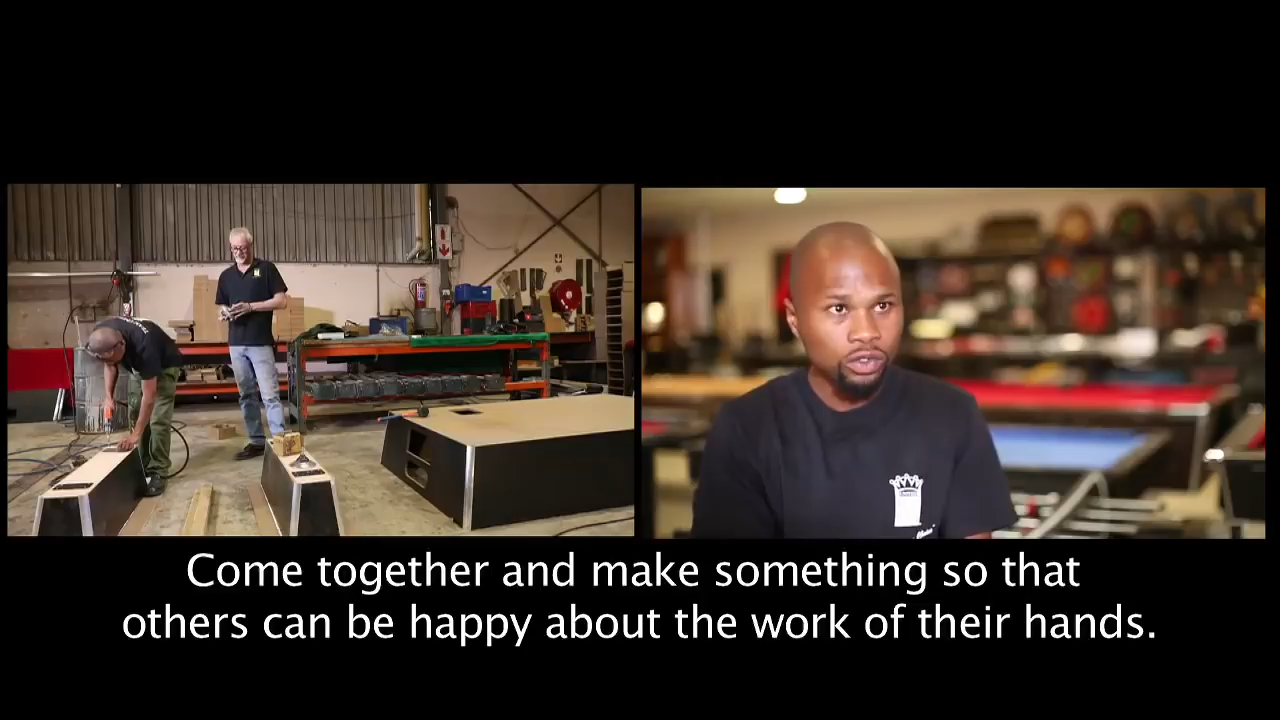 Come together and make something so that
others can be happy about the work of their hands.